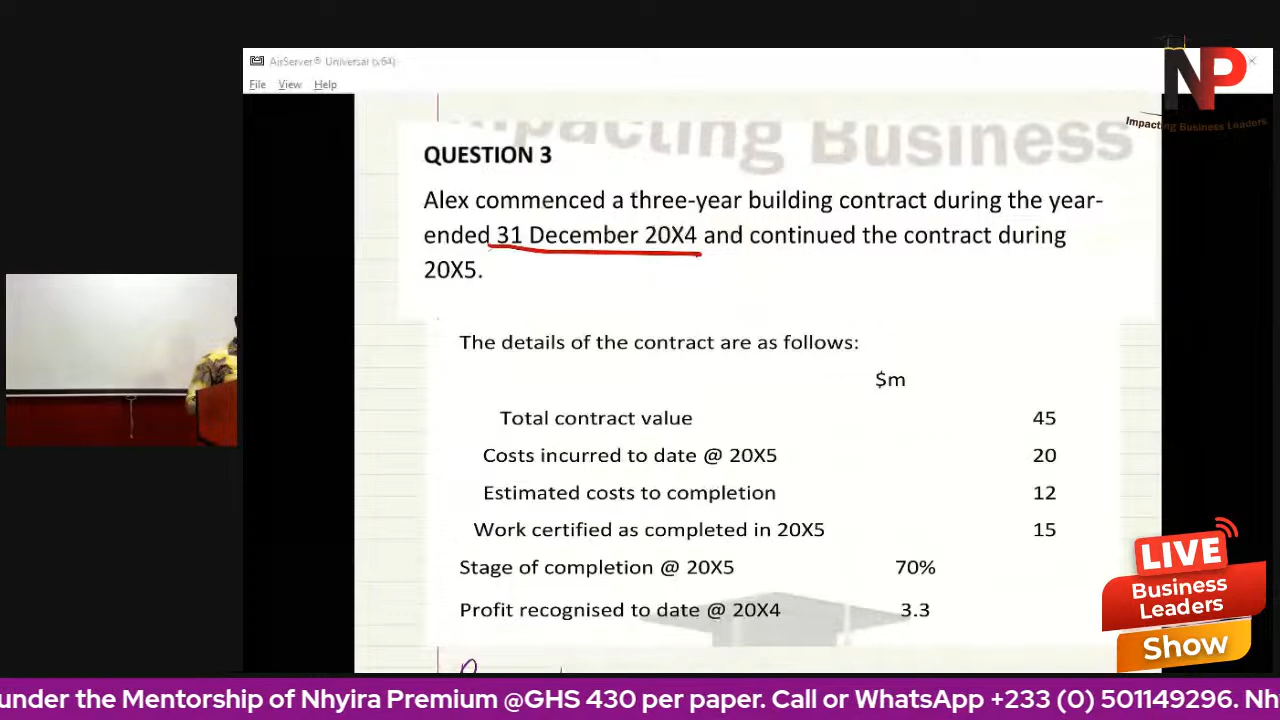 AirServer® Universal (x64)
File View Help
NP
Impacting Business Leaders
Impacting Business
QUESTION 3
Alex commenced a three-year building contract during the year-
ended 31 December 20X4 and continued the contract during
20X5.
The details of the contract are as follows:
$m
Total contract value 45
Costs incurred to date @ 20X5 20
Estimated costs to completion 12
Work certified as completed in 20X5 15
Stage of completion @ 20X5 70%
Profit recognised to date @ 20X4 3.3
LIVE
Business
Leaders
Show
under the Mentorship of Nhyira Premium @GHS 430 per paper. Call or WhatsApp +233 (0) 501149296. Nh